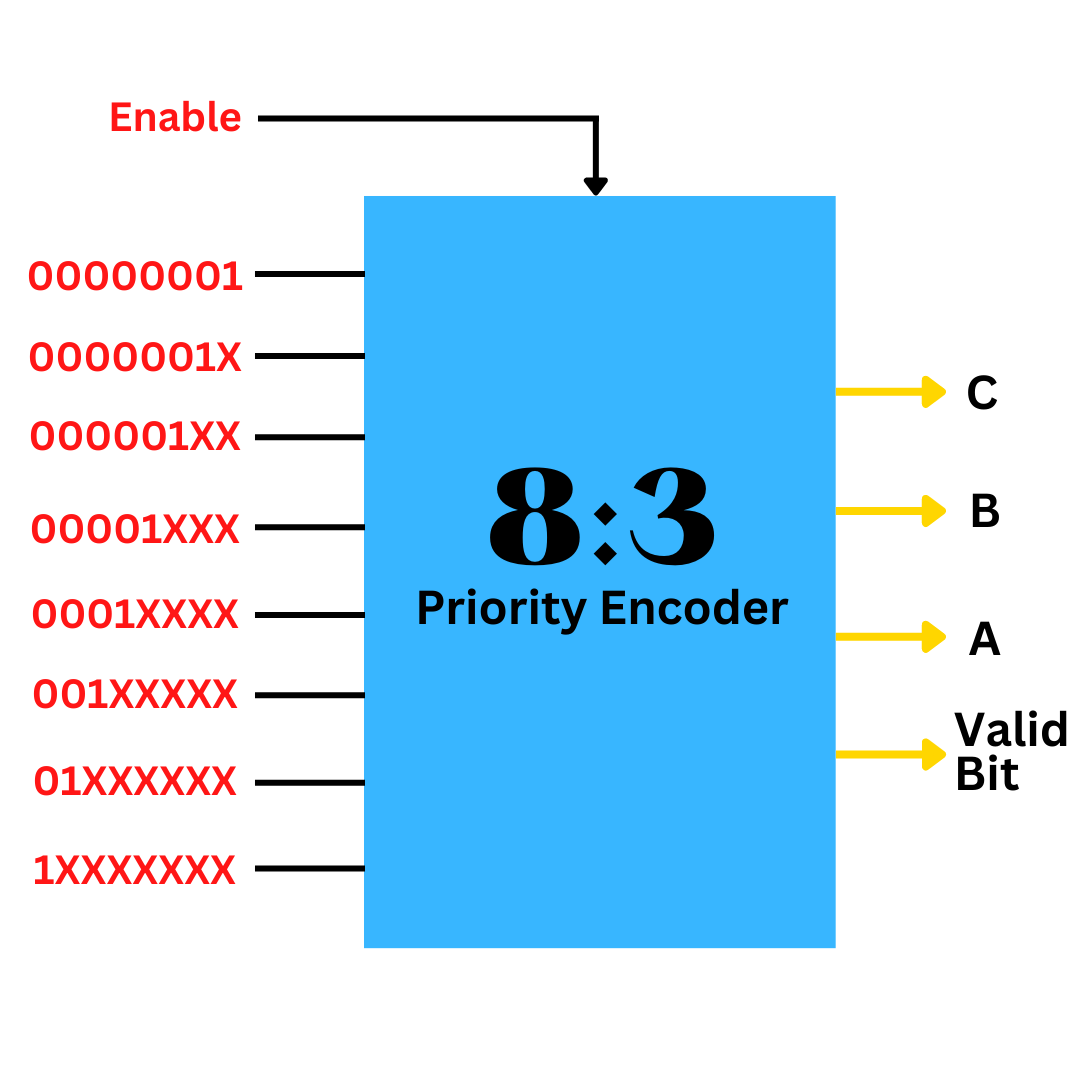 Enable
00000001
0000001X
000001XX
00001XXX
0001XXXX
001XXXXX
01XXXXXX
1XXXXXXX
8:3
Priority Encoder
C
B
A
Valid
Bit